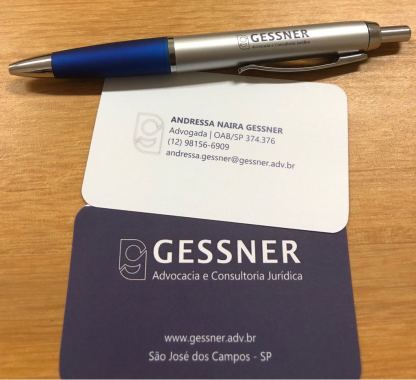 GESSNER
Advocacia e Consultoria Jurídica
ANDRESSA NAIRA GESSNER
Advogada | OAB/SP 374.376
(12) 98156-6909
andressa.gessner@gessner.adv.br
GESSNER
Advocacia e Consultoria Jurídica
www.gessner.adv.br
São José dos Campos - SP